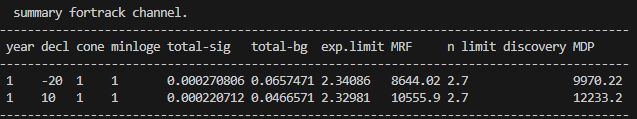 summary fortrack channel.
--------------------------------------------------------------------------------
year decl cone minloge total-sig total-bg exp.limit MRF n limit discovery MDP
--------------------------------------------------------------------------------
1 -20 1 1 0.000270806 0.0657471 2.34086 8644.02 2.7 9970.22
1 10 1 1 0.000220712 0.0466571 2.32981 10555.9 2.7 12233.2
--------------------------------------------------------------------------------